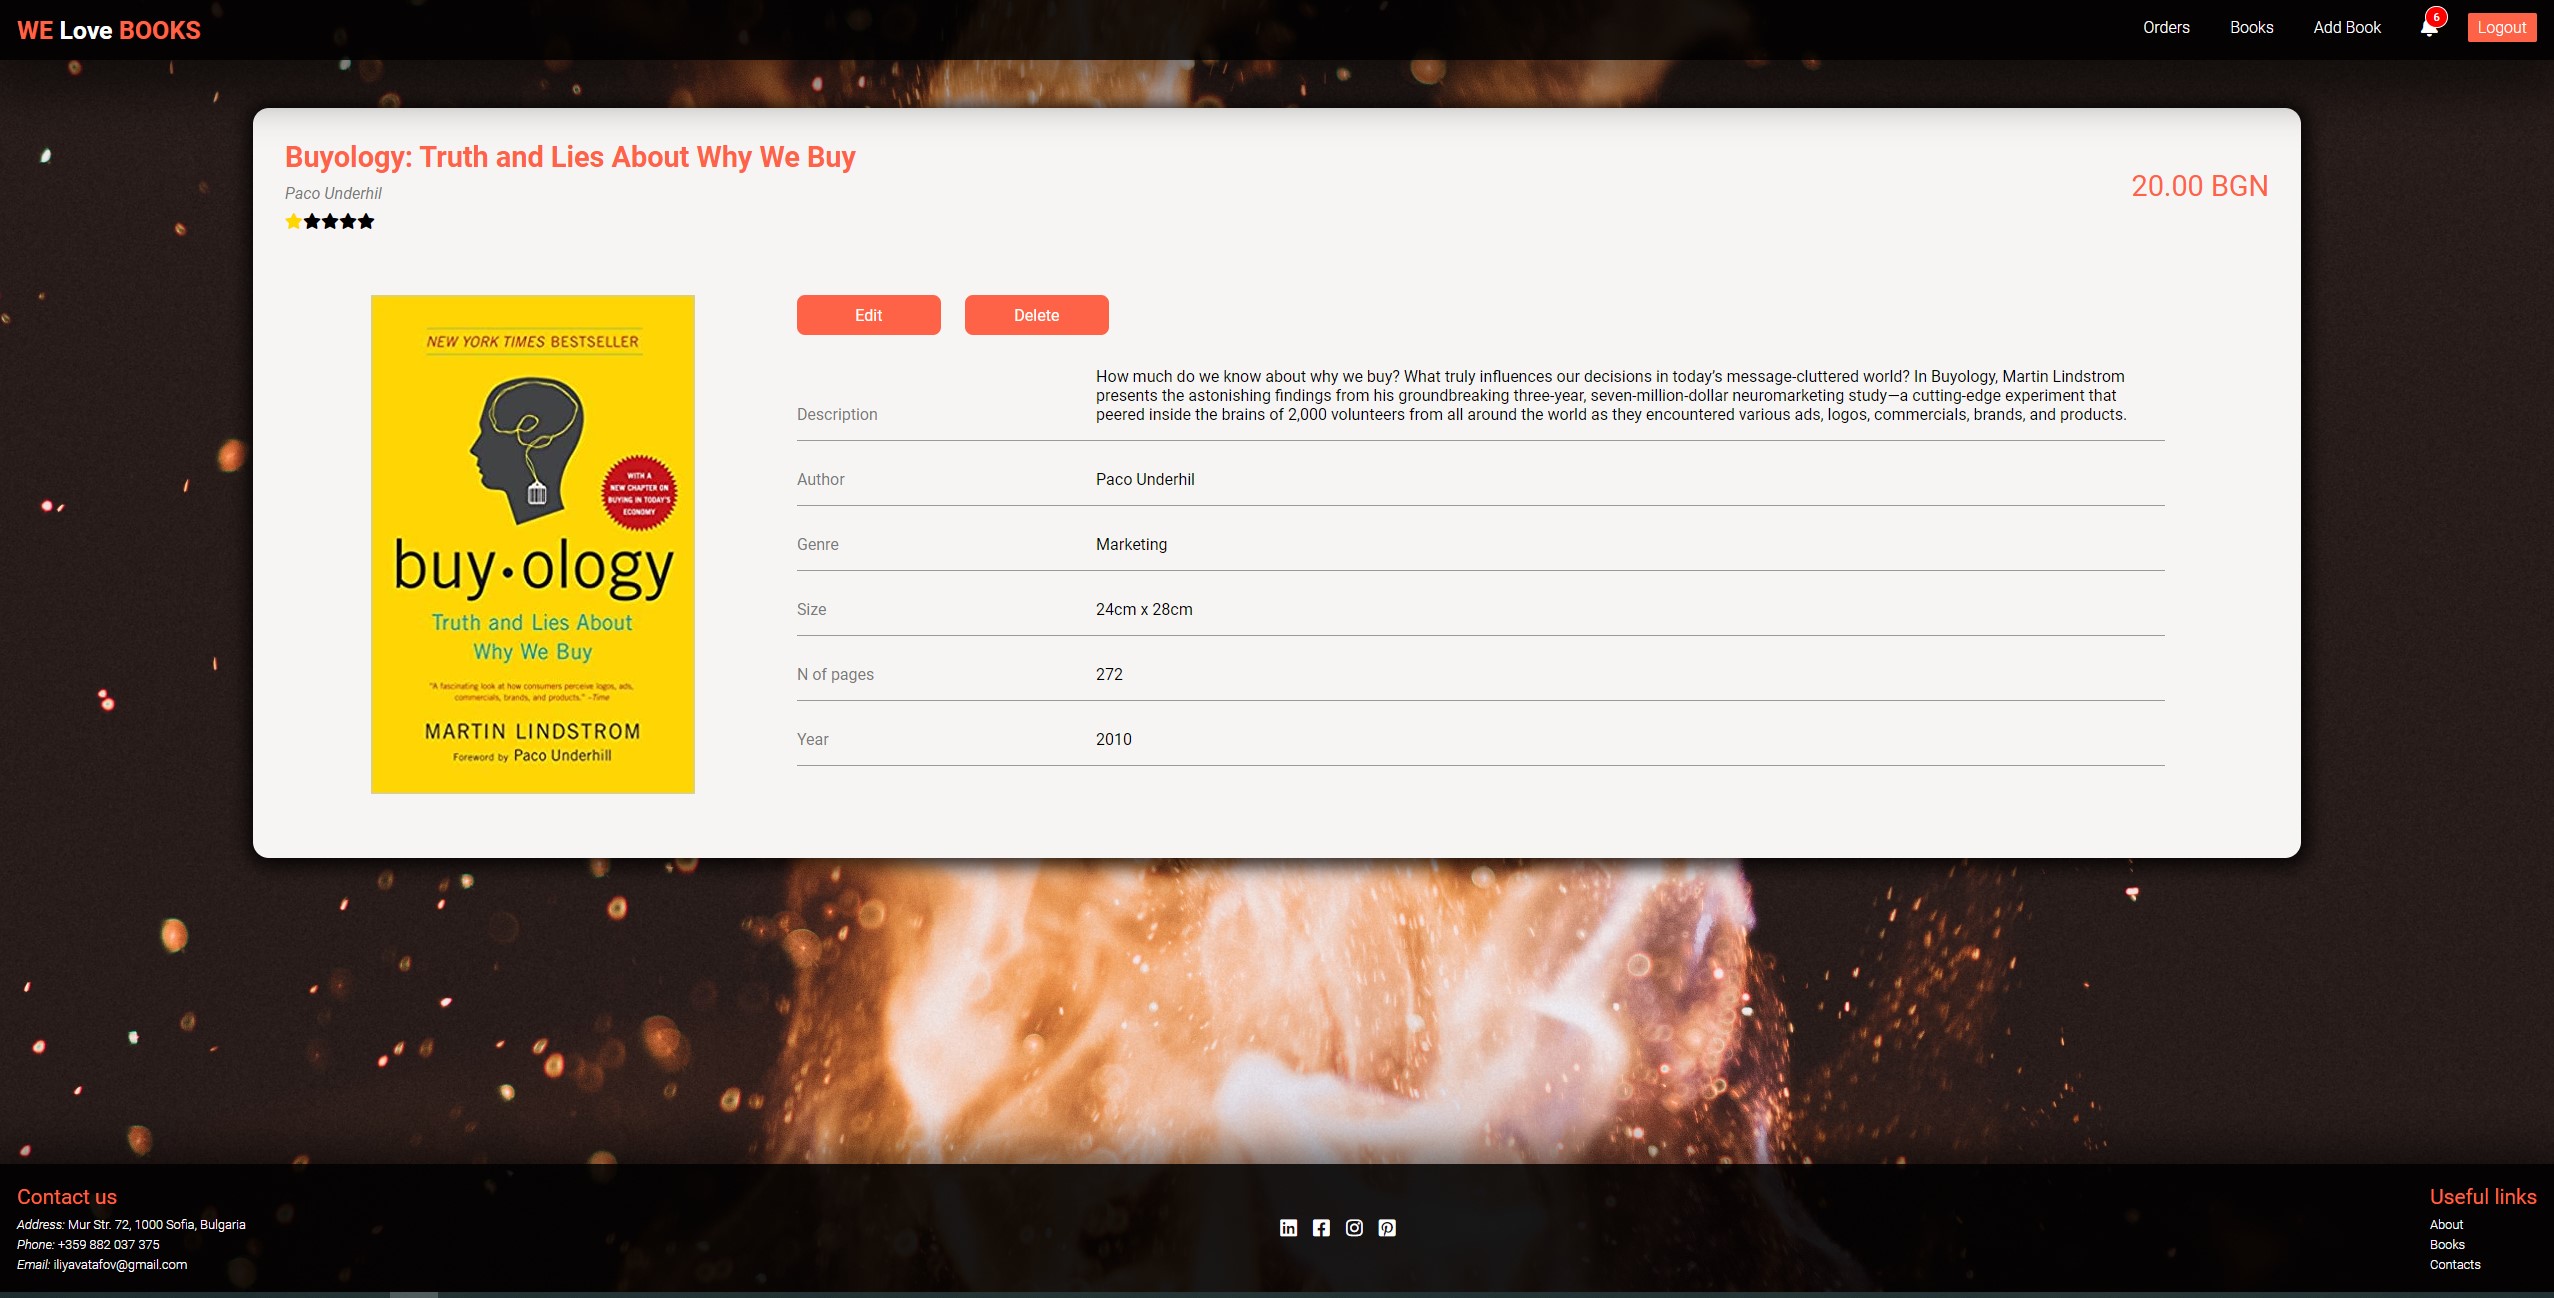 WE Love BOOKS
Orders
Books
Add Book
6
Logout
Buyology: Truth and Lies About Why We Buy
Paco Underhil
20.00 BGN
NEW YORK TIMES BESTSELLER
WITH A
NEW CHAPTER ON
BUYING IN TODAY'S
ECONOMY
buy•ology
Truth and Lies About
Why We Buy
"A fascinating look at how consumers perceive logos, ads,
commercials, brands, and products." –Time
MARTIN LINDSTROM
Foreword by Paco Underhill
Edit
Delete
Description
How much do we know about why we buy? What truly influences our decisions in today’s message-cluttered world? In Buyology, Martin Lindstrom
presents the astonishing findings from his groundbreaking three-year, seven-million-dollar neuromarketing study—a cutting-edge experiment that
peered inside the brains of 2,000 volunteers from all around the world as they encountered various ads, logos, commercials, brands, and products.
Author
Paco Underhil
Genre
Marketing
Size
24cm x 28cm
N of pages
272
Year
2010
Contact us
Address: Mur Str. 72, 1000 Sofia, Bulgaria
Phone: +359 882 037 375
Email: iliyavatafov@gmail.com
Useful links
About
Books
Contacts